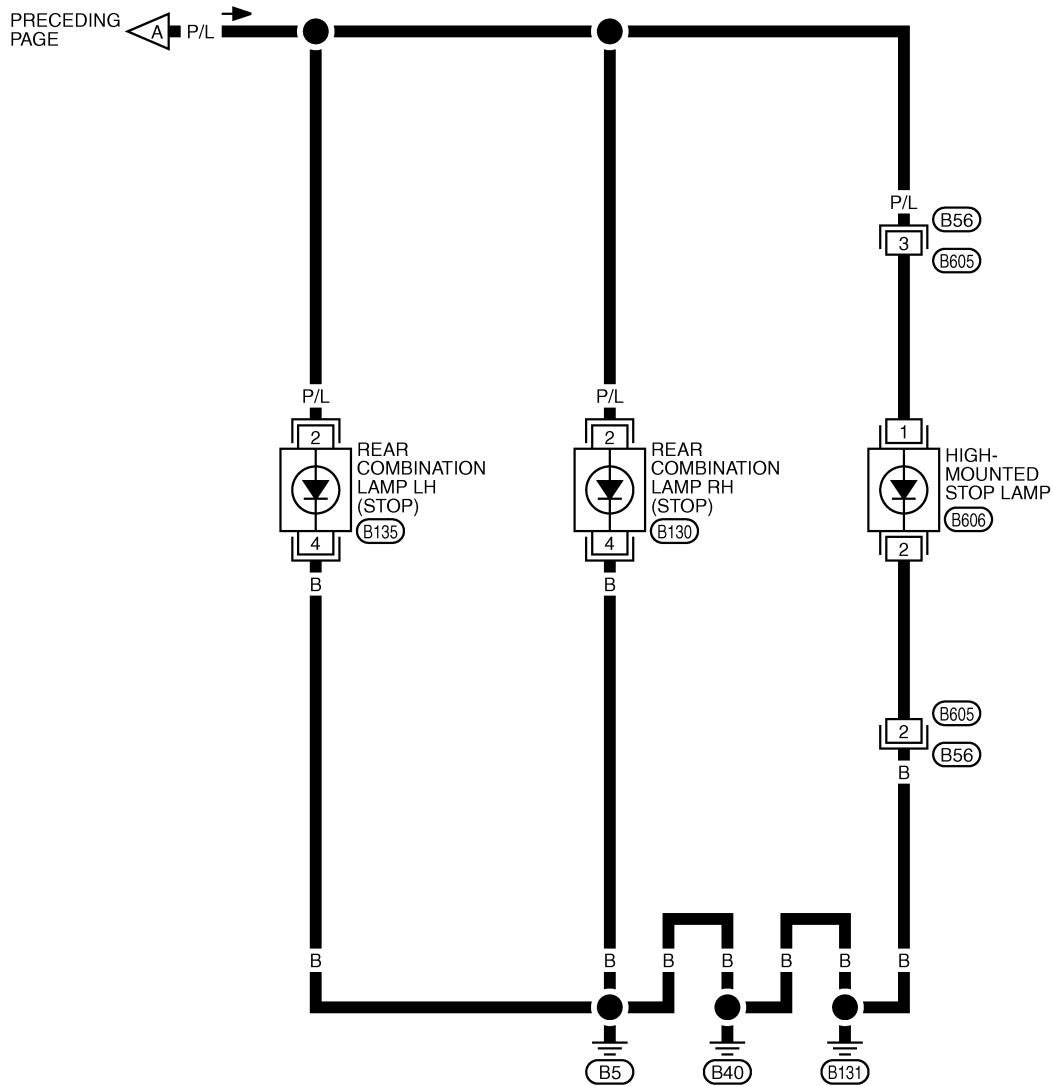 PRECEDING
PAGE
A
P/L
P/L
B56
3
B605
P/L
P/L
2
2
1
REAR
COMBINATION
LAMP LH
(STOP)
B135
REAR
COMBINATION
LAMP RH
(STOP)
B130
HIGH-
MOUNTED
STOP LAMP
B606
4
4
2
B
B
B605
2
B56
B
B
B
B
B
B
B
B
B5
B40
B131